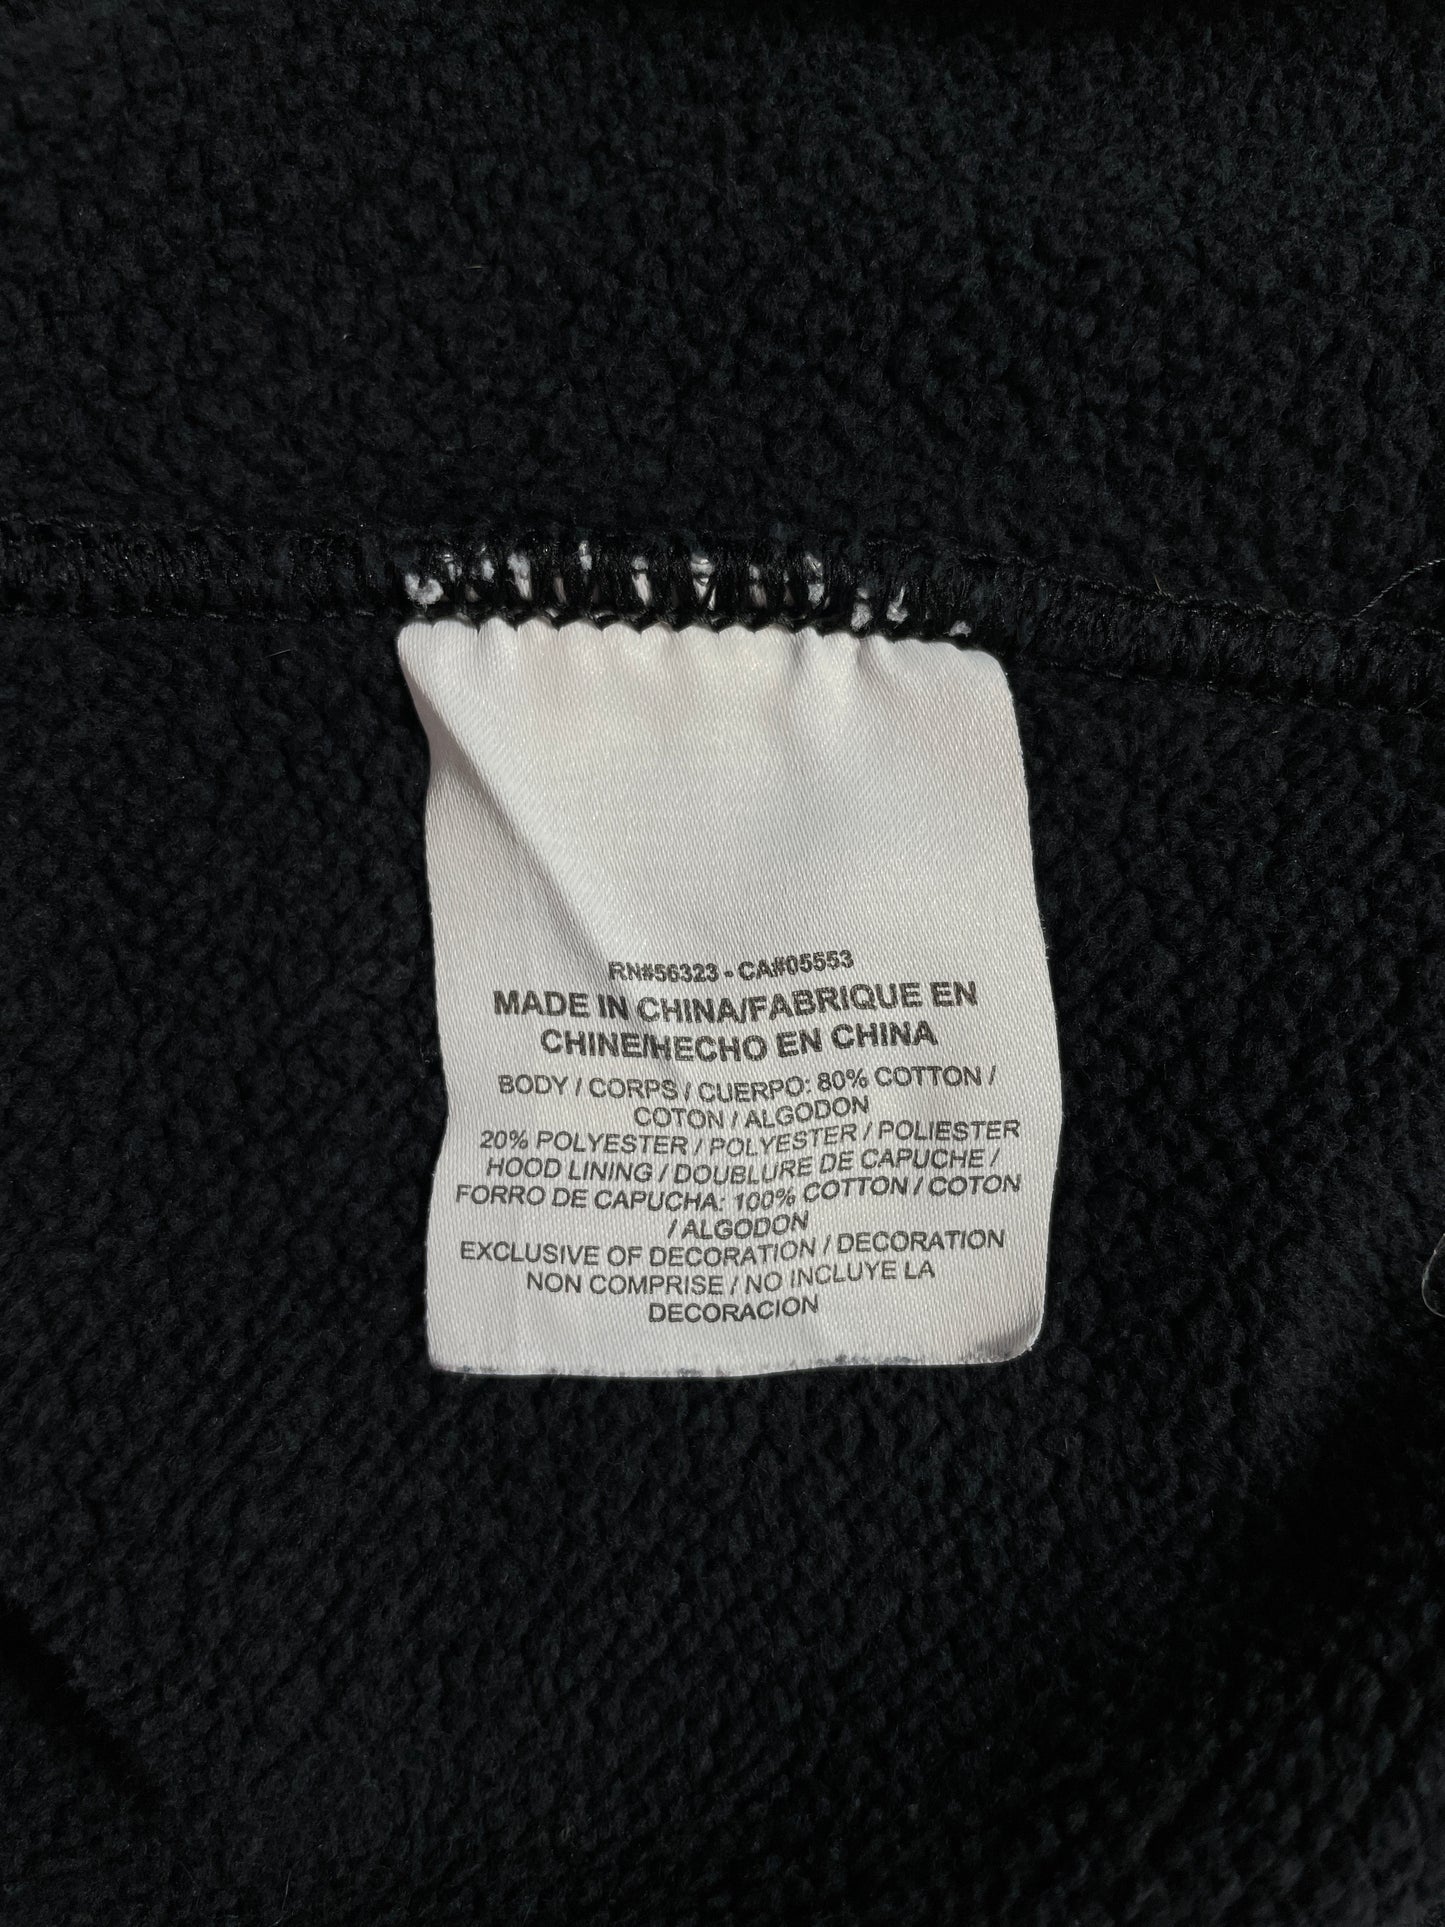 RN#56323 - CA#05553
MADE IN CHINA/FABRIQUE EN
CHINE/HECHO EN CHINA
BODY / CORPS / CUERPO: 80% COTTON /
COTON / ALGODON
20% POLYESTER / POLYESTER / POLIESTER
HOOD LINING / DOUBLURE DE CAPUCHE /
FORRO DE CAPUCHA: 100% COTTON / COTON
/ ALGODON
EXCLUSIVE OF DECORATION / DECORATION
NON COMPRISE / NO INCLUYE LA
DECORACION